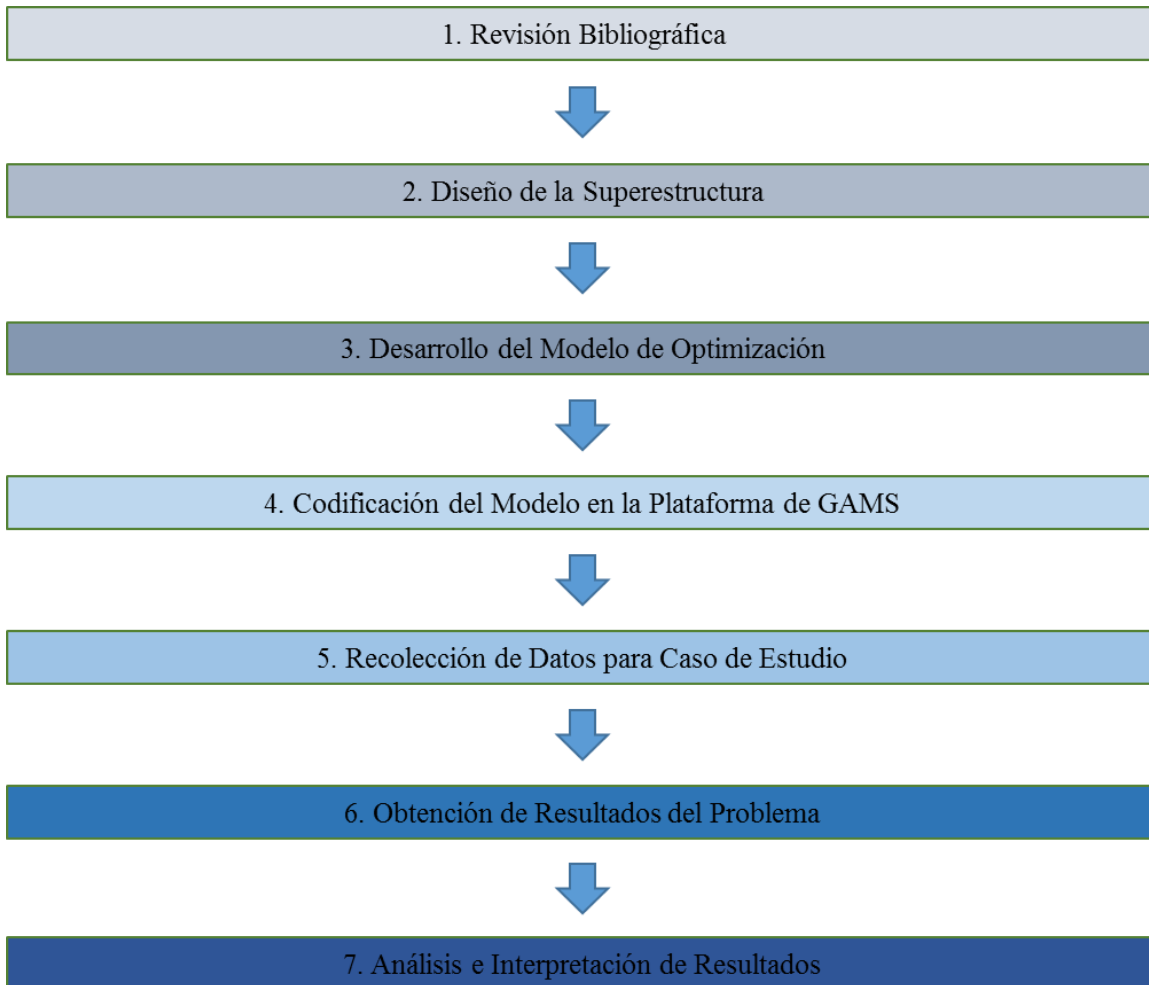 1. Revisión Bibliográfica
2. Diseño de la Superestructura
3. Desarrollo del Modelo de Optimización
4. Codificación del Modelo en la Plataforma de GAMS
5. Recolección de Datos para Caso de Estudio
6. Obtención de Resultados del Problema
7. Análisis e Interpretación de Resultados